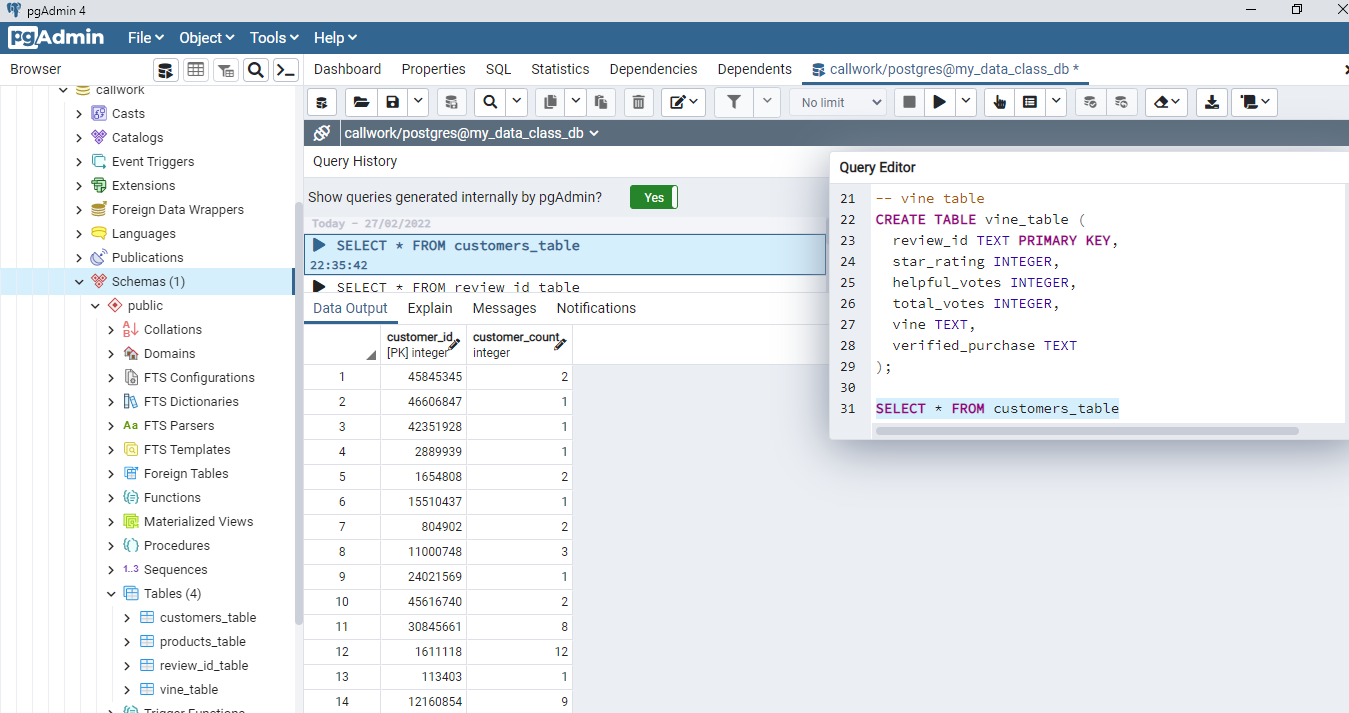 pgAdmin 4
pgAdmin File Object Tools Help
Browser
Dashboard Properties SQL Statistics Dependencies Dependents callwork/postgres@my_data_class_db *
No limit
callwork/postgres@my_data_class_db
callwork
Casts
Catalogs
Event Triggers
Extensions
Foreign Data Wrappers
Languages
Publications
Schemas (1)
public
Collations
Domains
FTS Configurations
FTS Dictionaries
Aa FTS Parsers
FTS Templates
Foreign Tables
Functions
Materialized Views
Procedures
1..3 Sequences
Tables (4)
customers_table
products_table
review_id_table
vine_table
Trigger Functions
Query History
Show queries generated internally by pgAdmin? Yes
Today - 27/02/2022
SELECT * FROM customers_table
22:35:42
SELECT * FROM review_id_table
Data Output Explain Messages Notifications
customer_id customer_count
[PK] integer integer
1 45845345 2
2 46606847 1
3 42351928 1
4 2889939 1
5 1654808 2
6 15510437 1
7 804902 2
8 11000748 3
9 24021569 1
10 45616740 2
11 30845661 8
12 1611118 12
13 113403 1
14 12160854 9
Query Editor
21 -- vine table
22 CREATE TABLE vine_table (
23 review_id TEXT PRIMARY KEY,
24 star_rating INTEGER,
25 helpful_votes INTEGER,
26 total_votes INTEGER,
27 vine TEXT,
28 verified_purchase TEXT
29 );
30
31 SELECT * FROM customers_table